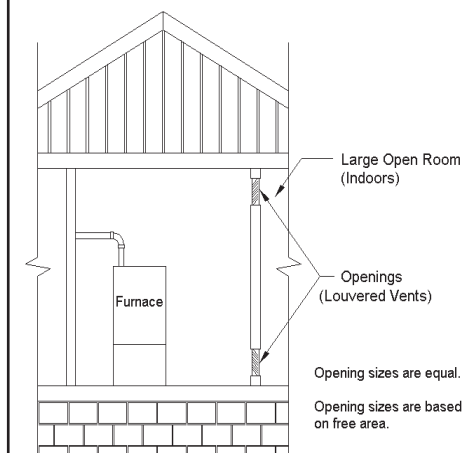 Large Open Room
(Indoors)
Furnace
Openings
(Louvered Vents)
Opening sizes are equal.
Opening sizes are based
on free area.